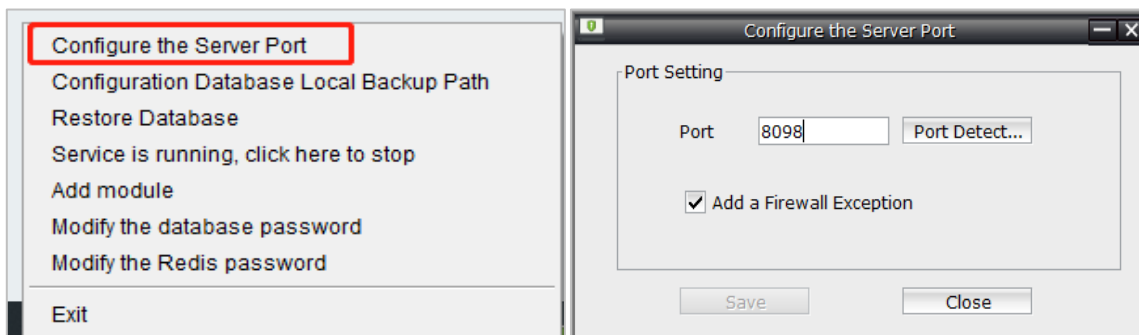 Configure the Server Port
Configuration Database Local Backup Path
Restore Database
Service is running, click here to stop
Add module
Modify the database password
Modify the Redis password
Exit
Configure the Server Port
Port Setting
Port 8098 Port Detect...
Add a Firewall Exception
Save Close